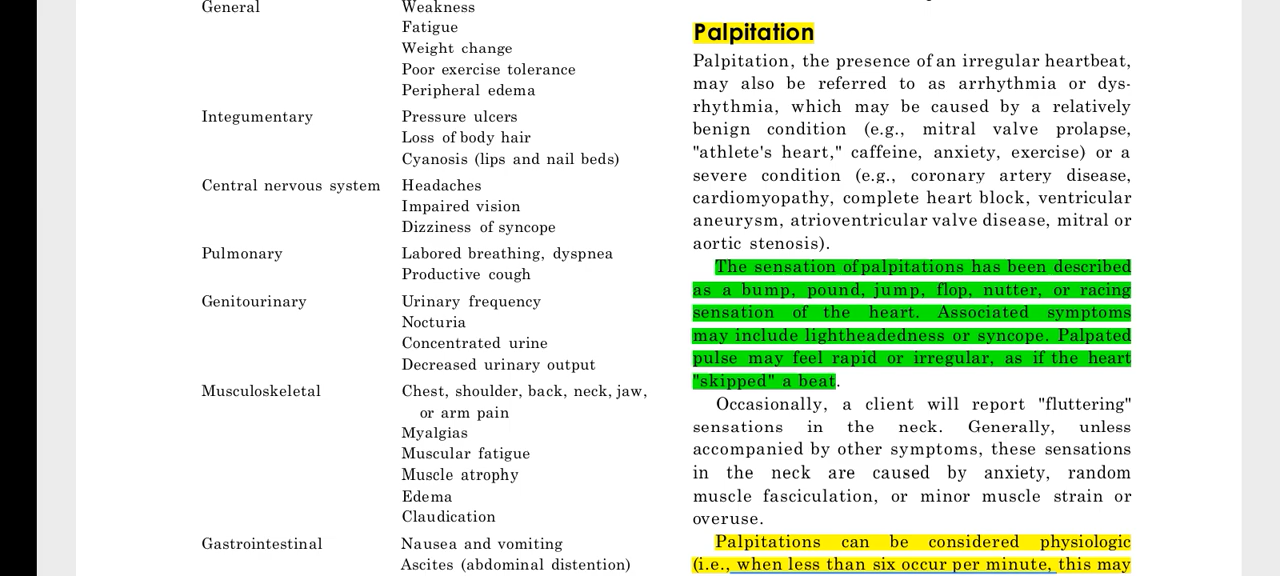 General Weakness
Fatigue
Weight change
Poor exercise tolerance
Peripheral edema
Integumentary Pressure ulcers
Loss of body hair
Cyanosis (lips and nail beds)
Central nervous system Headaches
Impaired vision
Dizziness of syncope
Pulmonary Labored breathing, dyspnea
Productive cough
Genitourinary Urinary frequency
Nocturia
Concentrated urine
Decreased urinary output
Musculoskeletal Chest, shoulder, back, neck, jaw,
or arm pain
Myalgias
Muscular fatigue
Muscle atrophy
Edema
Claudication
Gastrointestinal Nausea and vomiting
Ascites (abdominal distention)
Palpitation
Palpitation, the presence of an irregular heartbeat,
may also be referred to as arrhythmia or dys-
rhythmia, which may be caused by a relatively
benign condition (e.g., mitral valve prolapse,
"athlete's heart," caffeine, anxiety, exercise) or a
severe condition (e.g., coronary artery disease,
cardiomyopathy, complete heart block, ventricular
aneurysm, atrioventricular valve disease, mitral or
aortic stenosis).
The sensation of palpitations has been described
as a bump, pound, jump, flop, nutter, or racing
sensation of the heart. Associated symptoms
may include lightheadedness or syncope. Palpated
pulse may feel rapid or irregular, as if the heart
"skipped" a beat.
Occasionally, a client will report "fluttering"
sensations in the neck. Generally, unless
accompanied by other symptoms, these sensations
in the neck are caused by anxiety, random
muscle fasciculation, or minor muscle strain or
overuse.
Palpitations can be considered physiologic
(i.e., when less than six occur per minute, this may